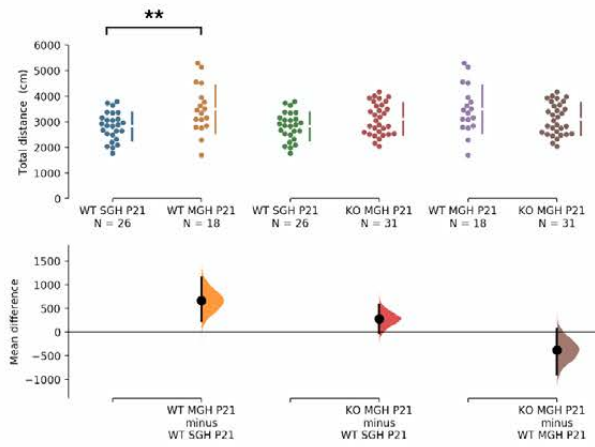 **
6000
5000
4000
3000
2000
1000
0
Total distance (cm)
WT SGH P21 WT MGH P21 WT SGH P21 KO MGH P21 WT MGH P21 KO MGH P21
N = 26 N = 18 N = 26 N = 31 N = 18 N = 31
1500
1000
500
0
−500
−1000
Mean difference
WT MGH P21 KO MGH P21 KO MGH P21
minus minus minus
WT SGH P21 WT SGH P21 WT MGH P21